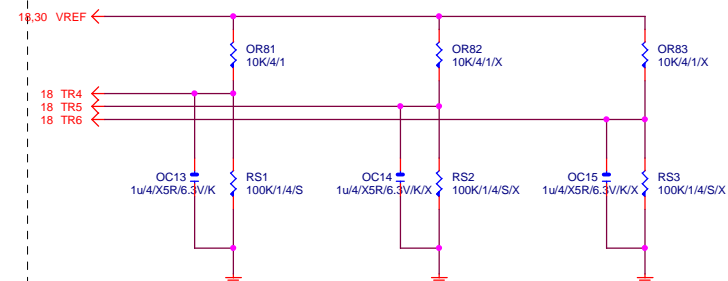 18,30 VREF
OR81
10K/4/1
OR82
10K/4/1/X
OR83
10K/4/1/X
18 TR4
18 TR5
18 TR6
OC13
1u/4/X5R/6.3V/K
RS1
100K/1/4/S
OC14
1u/4/X5R/6.3V/K/X
RS2
100K/1/4/S/X
OC15
1u/4/X5R/6.3V/K/X
RS3
100K/1/4/S/X